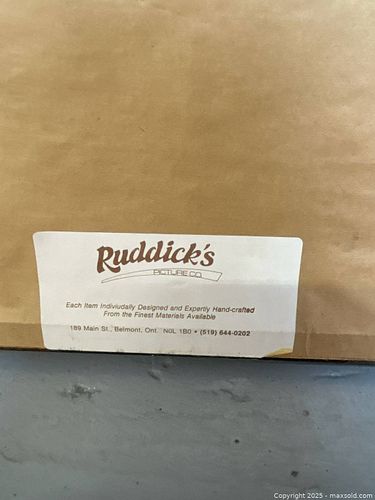 Ruddick's
PICTURE CO.
Each Item Individually Designed and Expertly Hand-crafted
From the Finest Materials Available
189 Main St., Belmont, Ont. N0L 1B0 • (519) 644-0202
Copyright 2025 - maxsold.com